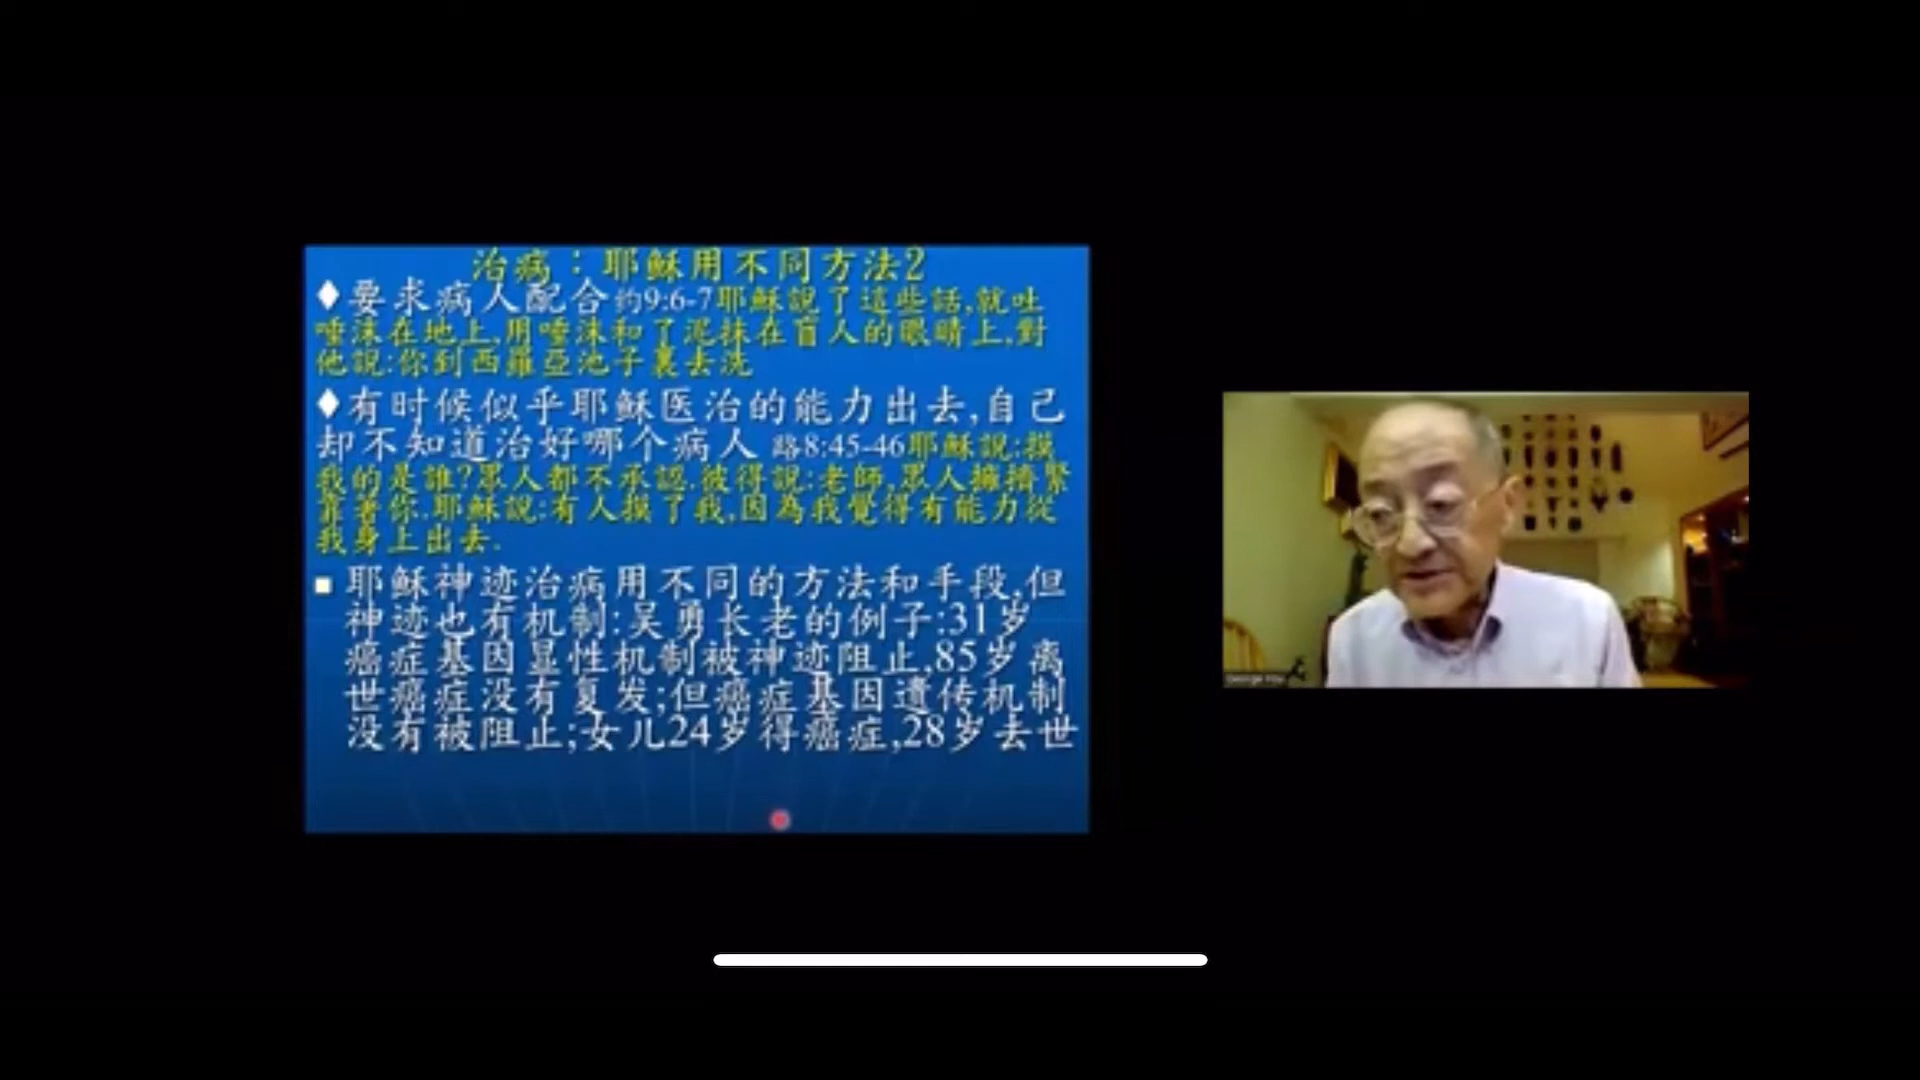 治病：耶穌用不同方法2
♦要求病人配合 約9:6-7耶穌說了這些話,就吐
唾沫在地上,用唾沫和了泥抹在盲人的眼睛上,對
他說:你到西羅亞池子裏去洗
♦有时候似乎耶穌医治的能力出去,自己
却不知道治好哪个病人 路8:45-46耶穌說:摸
我的是誰?眾人都不承認.彼得說:老師,眾人擁擠緊
靠著你.耶穌說:有人摸了我,因為我覺得有能力從
我身上出去.
▪ 耶穌神迹治病用不同的方法和手段,但
神迹也有机制:吴勇长老的例子:31岁
癌症基因显性机制被神迹阻止,85岁离
世癌症没有复发;但癌症基因遗传机制
没有被阻止;女儿24岁得癌症,28岁去世
George